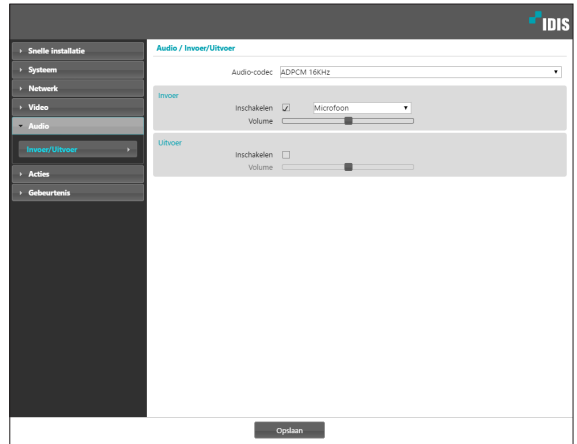 IDIS
Snelle installatie
Systeem
Netwerk
Video
Audio
Invoer/Uitvoer
Acties
Gebeurtenis
Audio / Invoer/Uitvoer
Audio-codec ADPCM 16KHz
Invoer
Inschakelen Microfoon
Volume
Uitvoer
Inschakelen
Volume
Opslaan